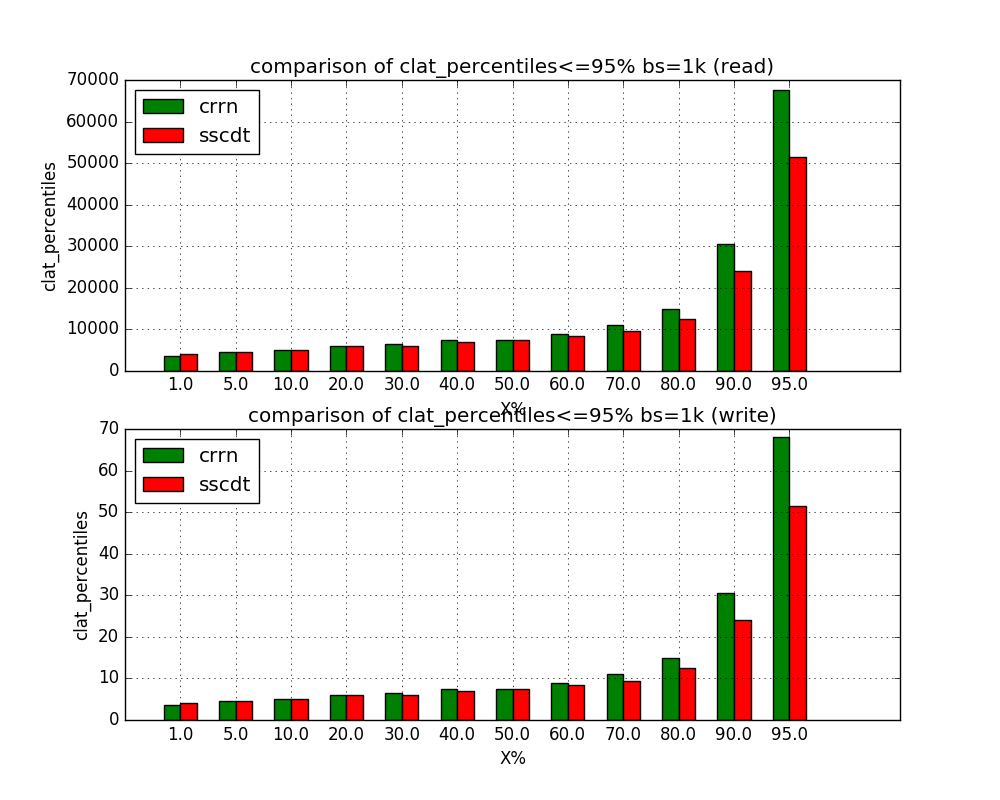 comparison of clat_percentiles<=95% bs=1k (read)
70000
60000
50000
40000
30000
20000
10000
0
clat_percentiles
crrn
sscdt
1.0 5.0 10.0 20.0 30.0 40.0 50.0 60.0 70.0 80.0 90.0 95.0
X%
comparison of clat_percentiles<=95% bs=1k (write)
70
60
50
40
30
20
10
0
clat_percentiles
crrn
sscdt
1.0 5.0 10.0 20.0 30.0 40.0 50.0 60.0 70.0 80.0 90.0 95.0
X%